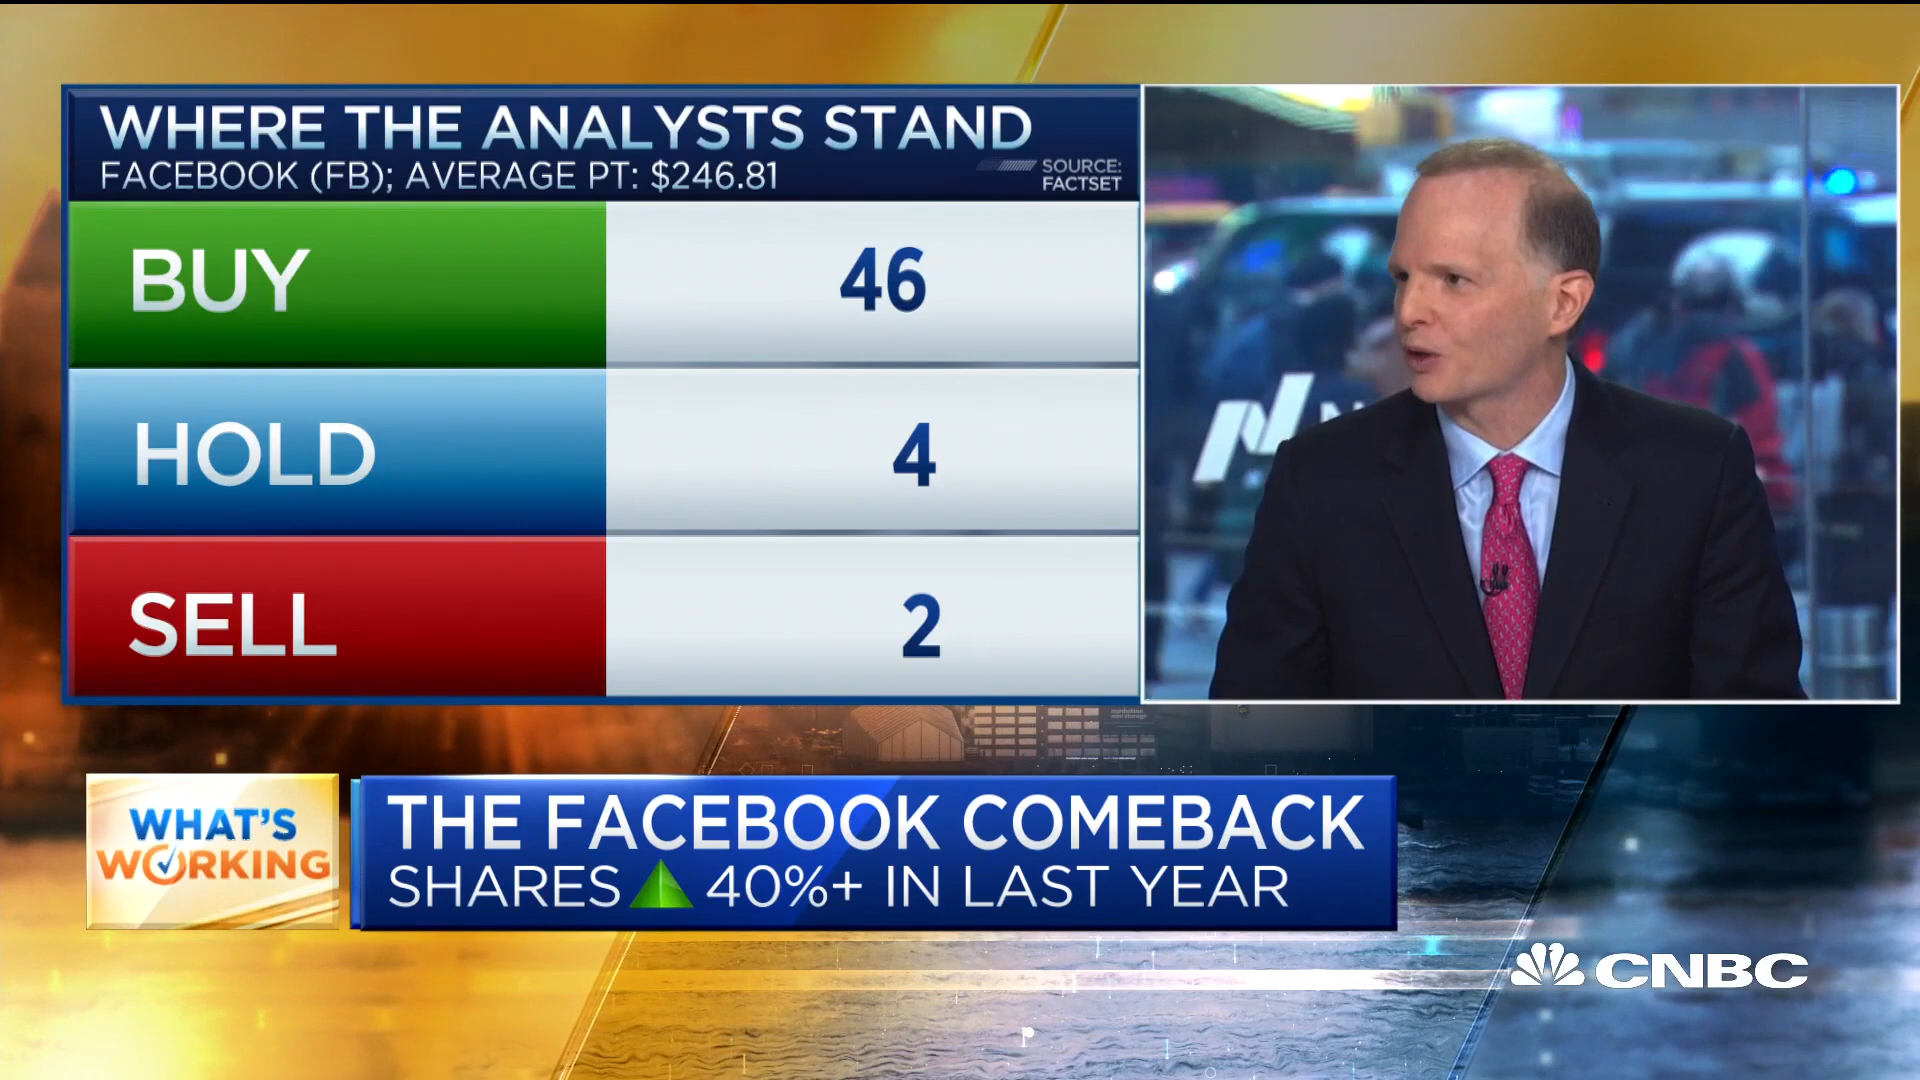 WHERE THE ANALYSTS STAND
FACEBOOK (FB); AVERAGE PT: $246.81
SOURCE:
FACTSET
BUY 46
HOLD 4
SELL 2
WHAT'S
WORKING
THE FACEBOOK COMEBACK
SHARES ▲ 40%+ IN LAST YEAR
CNBC